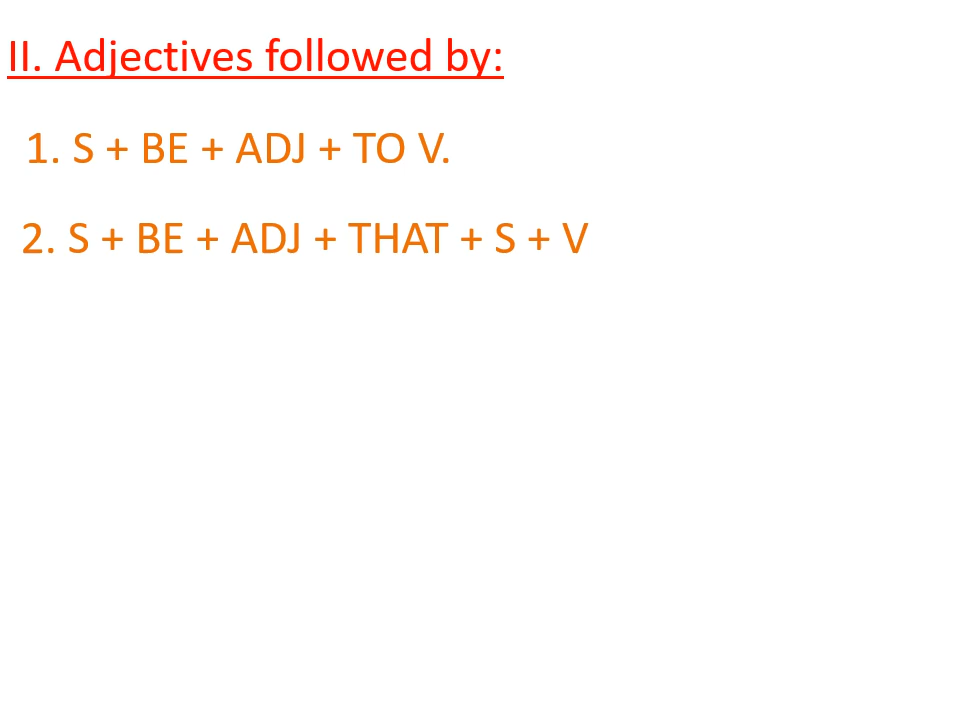 II. Adjectives followed by:
1. S + BE + ADJ + TO V.
2. S + BE + ADJ + THAT + S + V